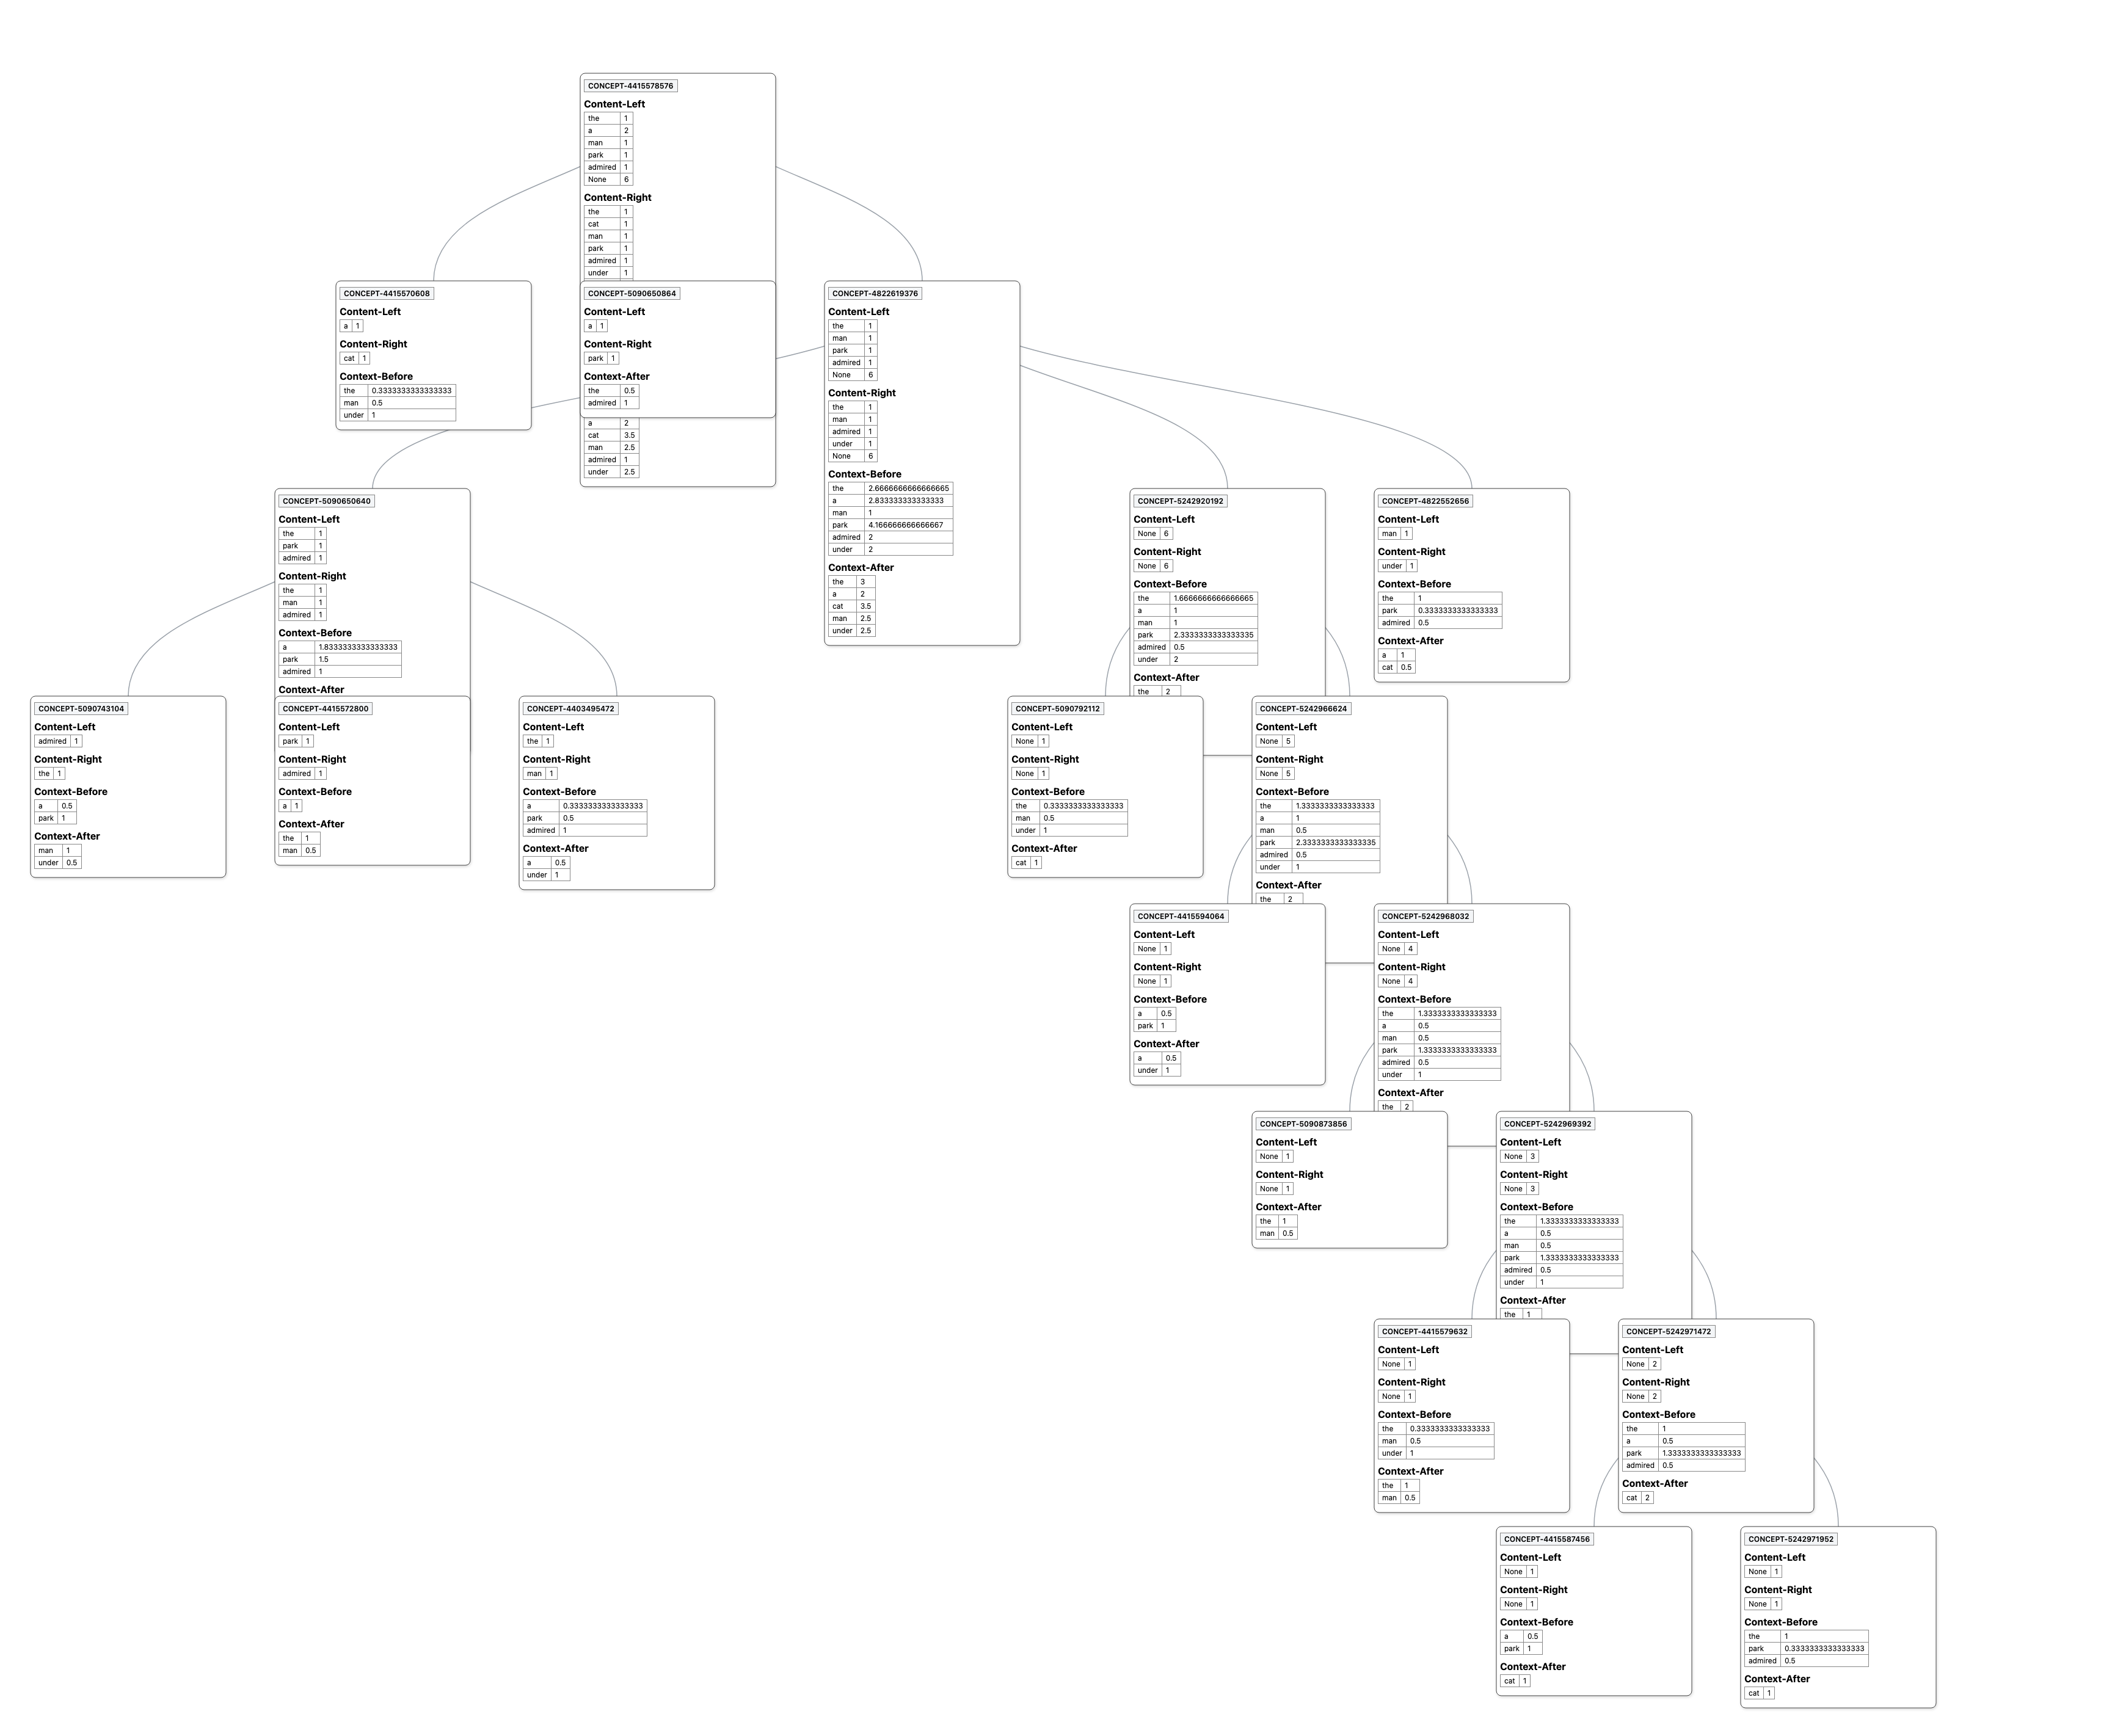 CONCEPT-4415578576
Content-Left
the 1
a 2
man 1
park 1
admired 1
None 6
Content-Right
the 1
cat 1
man 1
park 1
admired 1
under 1
a 2
cat 3.5
man 2.5
admired 1
under 2.5
CONCEPT-4415570608
Content-Left
a 1
Content-Right
cat 1
Context-Before
the 0.3333333333333333
man 0.5
under 1
CONCEPT-5090650864
Content-Left
a 1
Content-Right
park 1
Context-After
the 0.5
admired 1
CONCEPT-4822619376
Content-Left
the 1
man 1
park 1
admired 1
None 6
Content-Right
the 1
man 1
admired 1
under 1
None 6
Context-Before
the 2.6666666666666665
a 2.833333333333333
man 1
park 4.166666666666667
admired 2
under 2
Context-After
the 3
a 2
cat 3.5
man 2.5
under 2.5
CONCEPT-5090650640
Content-Left
the 1
park 1
admired 1
Content-Right
the 1
man 1
admired 1
Context-Before
a 1.8333333333333333
park 1.5
admired 1
Context-After
CONCEPT-5242920192
Content-Left
None 6
Content-Right
None 6
Context-Before
the 1.6666666666666665
a 1
man 1
park 2.3333333333333335
admired 0.5
under 2
Context-After
the 2
CONCEPT-4822552656
Content-Left
man 1
Content-Right
under 1
Context-Before
the 1
park 0.3333333333333333
admired 0.5
Context-After
a 1
cat 0.5
CONCEPT-5090743104
Content-Left
admired 1
Content-Right
the 1
Context-Before
a 0.5
park 1
Context-After
man 1
under 0.5
CONCEPT-4415572800
Content-Left
park 1
Content-Right
admired 1
Context-Before
a 1
Context-After
the 1
man 0.5
CONCEPT-4403495472
Content-Left
the 1
Content-Right
man 1
Context-Before
a 0.3333333333333333
park 0.5
admired 1
Context-After
a 0.5
under 1
CONCEPT-5090792112
Content-Left
None 1
Content-Right
None 1
Context-Before
the 0.3333333333333333
man 0.5
under 1
Context-After
cat 1
CONCEPT-5242966624
Content-Left
None 5
Content-Right
None 5
Context-Before
the 1.3333333333333333
a 1
man 0.5
park 2.3333333333333335
admired 0.5
under 1
Context-After
the 2
CONCEPT-4415594064
Content-Left
None 1
Content-Right
None 1
Context-Before
a 0.5
park 1
Context-After
a 0.5
under 1
CONCEPT-5242968032
Content-Left
None 4
Content-Right
None 4
Context-Before
the 1.3333333333333333
a 0.5
man 0.5
park 1.3333333333333333
admired 0.5
under 1
Context-After
the 2
CONCEPT-5090873856
Content-Left
None 1
Content-Right
None 1
Context-After
the 1
man 0.5
CONCEPT-5242969392
Content-Left
None 3
Content-Right
None 3
Context-Before
the 1.3333333333333333
a 0.5
man 0.5
park 1.3333333333333333
admired 0.5
under 1
Context-After
the 1
CONCEPT-4415579632
Content-Left
None 1
Content-Right
None 1
Context-Before
the 0.3333333333333333
man 0.5
under 1
Context-After
the 1
man 0.5
CONCEPT-5242971472
Content-Left
None 2
Content-Right
None 2
Context-Before
the 1
a 0.5
park 1.3333333333333333
admired 0.5
Context-After
cat 2
CONCEPT-4415587456
Content-Left
None 1
Content-Right
None 1
Context-Before
a 0.5
park 1
Context-After
cat 1
CONCEPT-5242971952
Content-Left
None 1
Content-Right
None 1
Context-Before
the 1
park 0.3333333333333333
admired 0.5
Context-After
cat 1